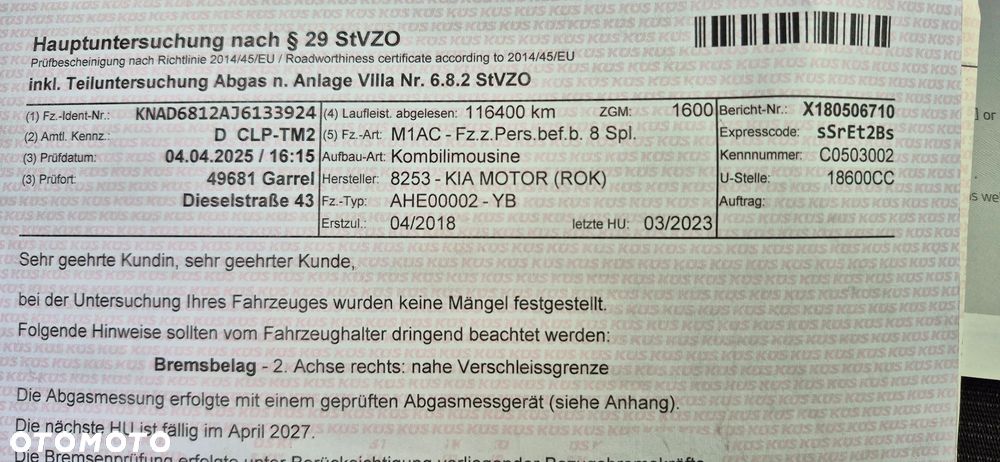 Hauptuntersuchung nach § 29 StVZO
Prüfbescheinigung nach Richtlinie 2014/45/EU / Roadworthiness certificate according to 2014/45/EU
inkl. Teiluntersuchung Abgas n. Anlage VIIIa Nr. 6.8.2 StVZO
(1) Fz.-Ident-Nr.: KNAD6812AJ6133924 (4) Laufleist. abgelesen: 116400 km ZGM: 1600 Bericht-Nr.: X180506710
(2) Amtl. Kennz.: D CLP-TM2 (5) Fz.-Art: M1AC - Fz.z.Pers.bef.b. 8 Spl. Expresscode: sSrEt2Bs
(3) Prüfdatum: 04.04.2025 / 16:15 Aufbau-Art: Kombilimousine Kennnummer: C0503002
(3) Prüfort: 49681 Garrel Hersteller: 8253 - KIA MOTOR (ROK) U-Stelle: 18600CC
Dieselstraße 43 Fz.-Typ: AHE00002 - YB Auftrag:
Erstzul.: 04/2018 letzte HU: 03/2023
Sehr geehrte Kundin, sehr geehrter Kunde,
bei der Untersuchung Ihres Fahrzeuges wurden keine Mängel festgestellt.
Folgende Hinweise sollten vom Fahrzeughalter dringend beachtet werden:
Bremsbelag - 2. Achse rechts: nahe Verschleissgrenze
Die Abgasmessung erfolgte mit einem geprüften Abgasmessgerät (siehe Anhang).
Die nächste HU ist fällig im April 2027.
OTOMOTO
Die Bremsenprüfung erfolgte unter Berücksichtigung vorliegender Bezugsbremskräfte.